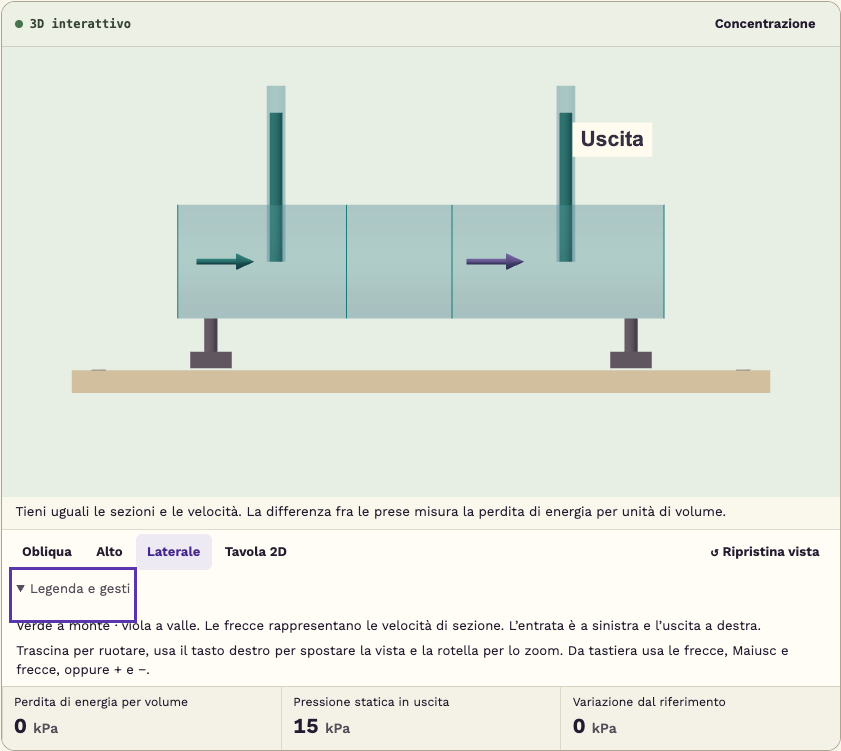 3D interattivo
Concentrazione
Uscita
Tieni uguali le sezioni e le velocità. La differenza fra le prese misura la perdita di energia per unità di volume.
Obliqua
Alto
Laterale
Tavola 2D
↺ Ripristina vista
▼ Legenda e gesti
Verde a monte · viola a valle. Le frecce rappresentano le velocità di sezione. L’entrata è a sinistra e l’uscita a destra.
Trascina per ruotare, usa il tasto destro per spostare la vista e la rotella per lo zoom. Da tastiera usa le frecce, Maiusc e
frecce, oppure + e −.
Perdita di energia per volume
0 kPa
Pressione statica in uscita
15 kPa
Variazione dal riferimento
0 kPa